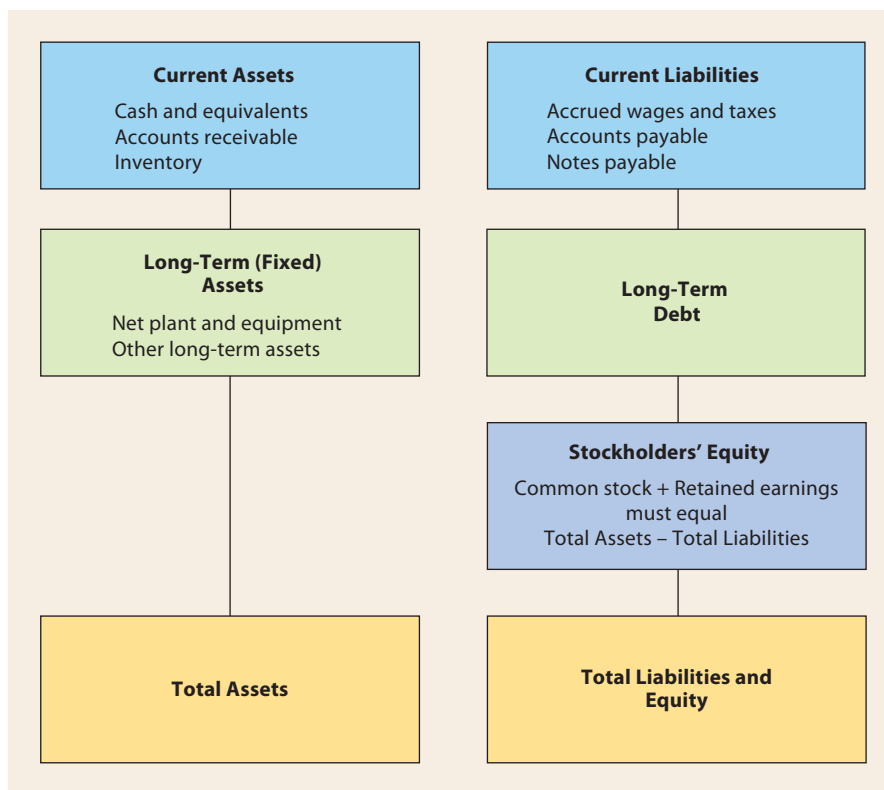 Current Assets
Cash and equivalents
Accounts receivable
Inventory
Long-Term (Fixed)
Assets
Net plant and equipment
Other long-term assets
Total Assets
Current Liabilities
Accrued wages and taxes
Accounts payable
Notes payable
Long-Term
Debt
Stockholders’ Equity
Common stock + Retained earnings
must equal
Total Assets – Total Liabilities
Total Liabilities and
Equity